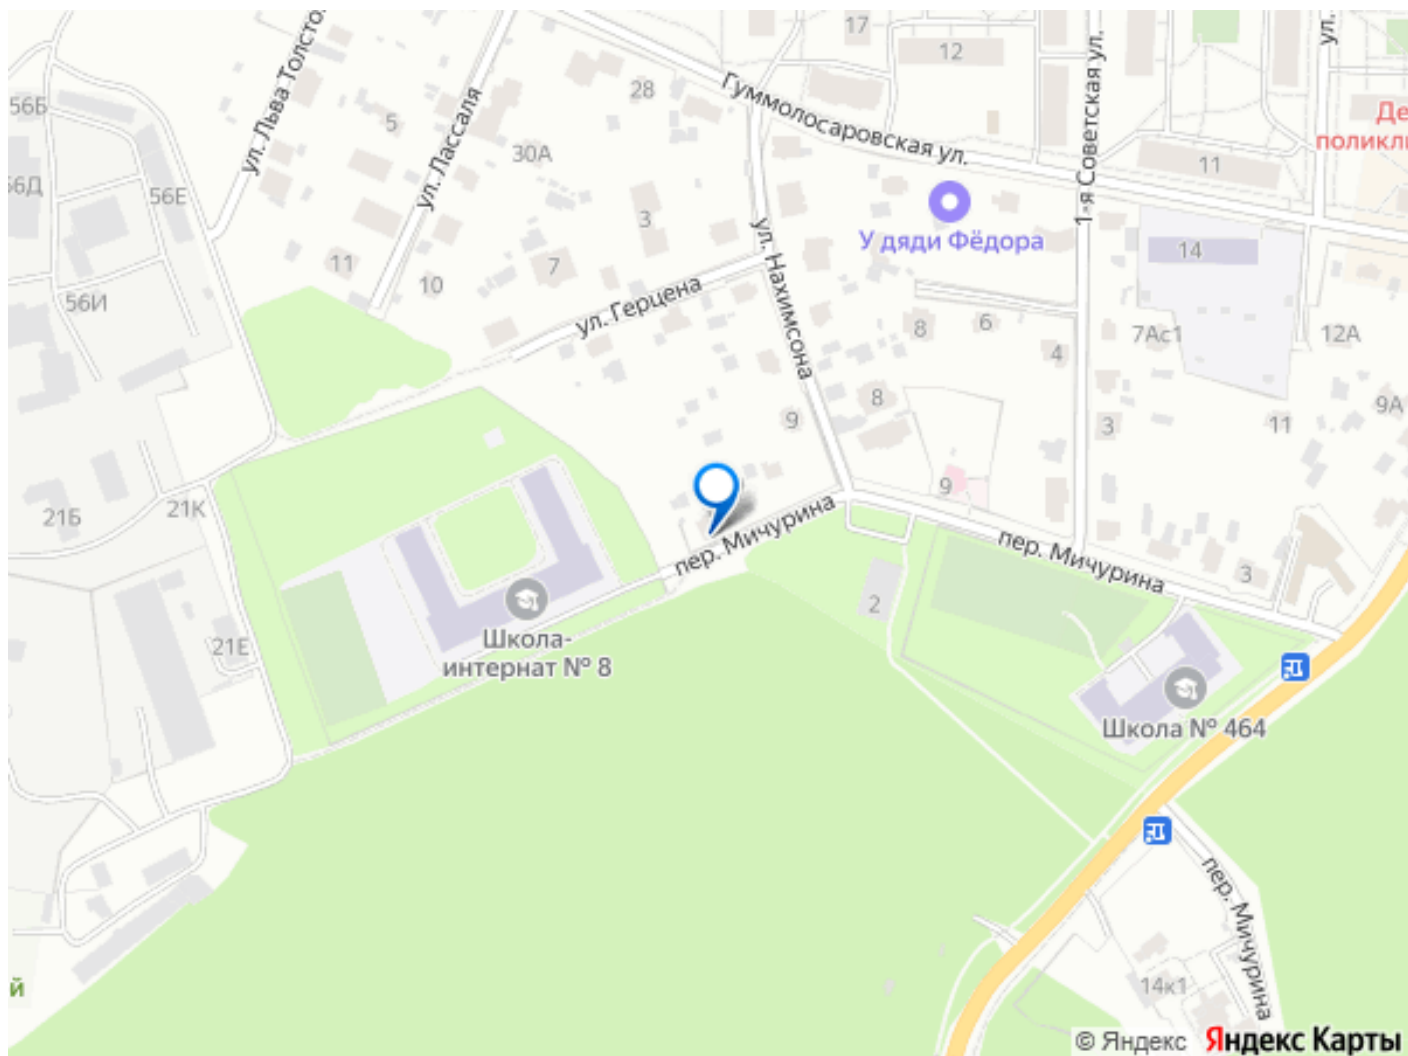 17
12
ул.
ул. Льва Толсто
28
Гуммолосаровская ул.
1-я Советская ул.
Де
поликли
56Б
5
ул. Лассаля
30А
11
56Д
56Е
3
ул. Нахимсона
У дяди Фёдора
14
11
7
10
56И
ул. Герцена
8
6
4
7Ас1
12А
8
9
3
11
9А
9
21Б
21К
пер. Мичурина
пер. Мичурина
3
2
21Е
Школа-
интернат № 8
Школа № 464
пер. Мичурина
14к1
й
© Яндекс Яндекс Карты